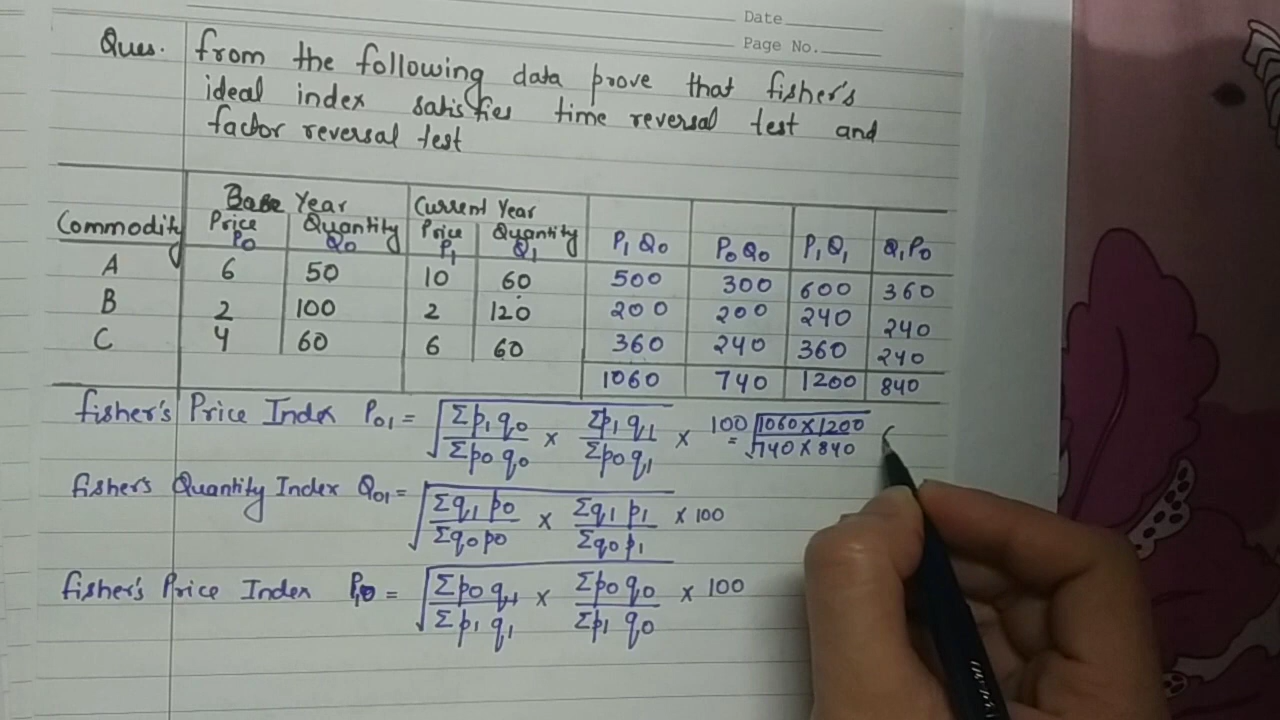 Date
Page No.
Ques. from the following data prove that fisher's
ideal index satisfies time reversal test and
factor reversal test
Base Year Current Year
Commodity Price P0 Quantity Q0 Price P1 Quantity Q1 P1Q0 P0Q0 P1Q1 Q1P0
A 6 50 10 60 500 300 600 360
B 2 100 2 120 200 200 240 240
C 4 60 6 60 360 240 360 240
1060 740 1200 840
fisher's Price Index P01 = √(Σp1q0/Σp0q0 × Σp1q1/Σp0q1) × 100 = √(1060×1200/740×840)
fisher's Quantity Index Q01 = √(Σq1p0/Σq0p0 × Σq1p1/Σq0p1) × 100
fisher's Price Index P10 = √(Σp0q1/Σp1q1 × Σp0q0/Σp1q0) × 100